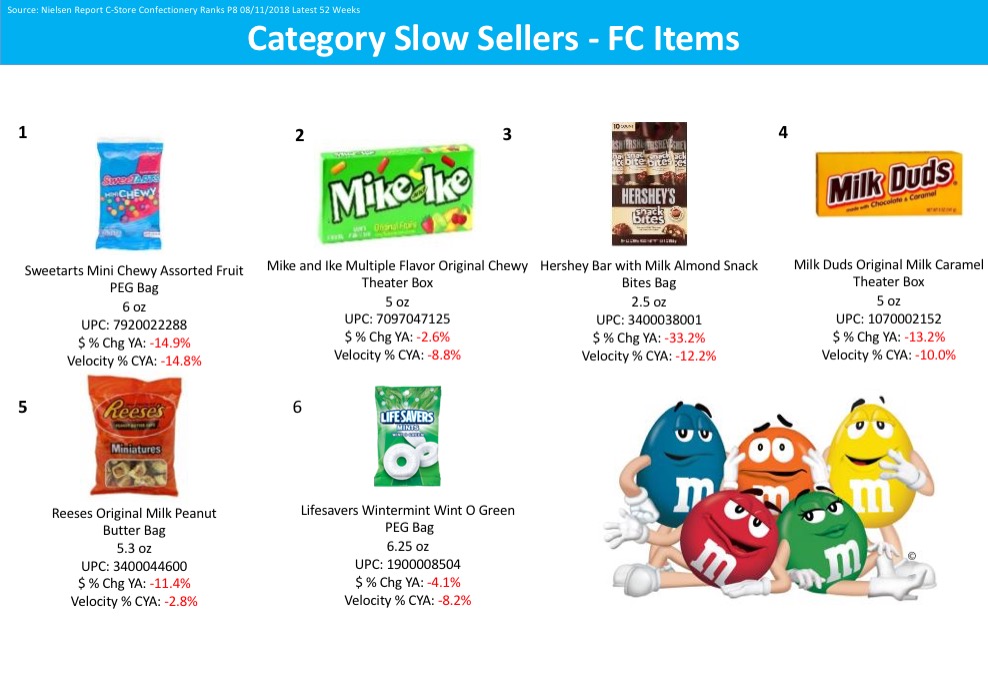 Source: Nielsen Report C-Store Confectionery Ranks P8 08/11/2018 Latest 52 Weeks
Category Slow Sellers - FC Items
1
SweeTARTS
MINI CHEWY
Sweetarts Mini Chewy Assorted Fruit
PEG Bag
6 oz
UPC: 7920022288
$ % Chg YA: -14.9%
Velocity % CYA: -14.8%
2
Mike and Ike
Original Fruits
Mike and Ike Multiple Flavor Original Chewy
Theater Box
5 oz
UPC: 7097047125
$ % Chg YA: -2.6%
Velocity % CYA: -8.8%
3
10 COUNT
HERSHEY'S
snack
bites
Hershey Bar with Milk Almond Snack
Bites Bag
2.5 oz
UPC: 3400038001
$ % Chg YA: -33.2%
Velocity % CYA: -12.2%
4
Milk Duds
made with Chocolate & Caramel
Milk Duds Original Milk Caramel
Theater Box
5 oz
UPC: 1070002152
$ % Chg YA: -13.2%
Velocity % CYA: -10.0%
5
Reese's
PEANUT BUTTER CUPS
Miniatures
Reeses Original Milk Peanut
Butter Bag
5.3 oz
UPC: 3400044600
$ % Chg YA: -11.4%
Velocity % CYA: -2.8%
6
LIFE SAVERS
MINTS
WINT O GREEN
Lifesavers Wintermint Wint O Green
PEG Bag
6.25 oz
UPC: 1900008504
$ % Chg YA: -4.1%
Velocity % CYA: -8.2%
m
m
m
m
©